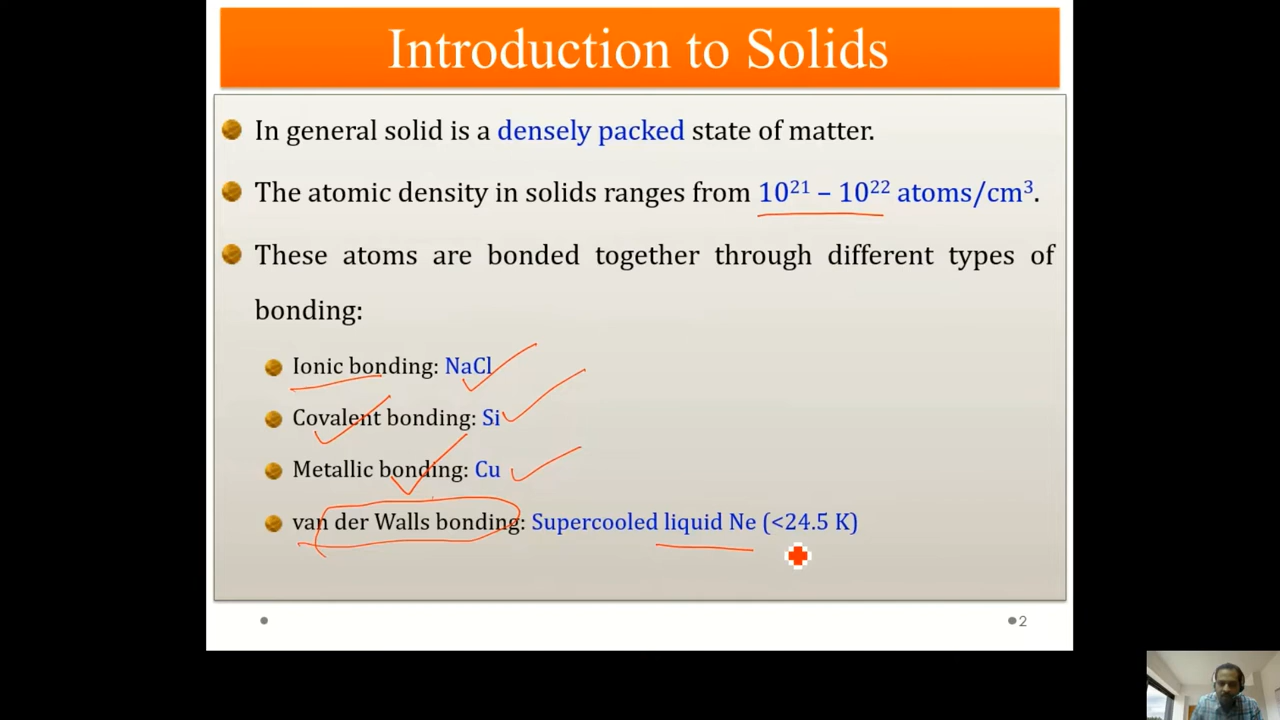 Introduction to Solids
In general solid is a densely packed state of matter.
The atomic density in solids ranges from 10²¹ – 10²² atoms/cm³.
These atoms are bonded together through different types of
bonding:
Ionic bonding: NaCl
Covalent bonding: Si
Metallic bonding: Cu
van der Walls bonding: Supercooled liquid Ne (<24.5 K)
2